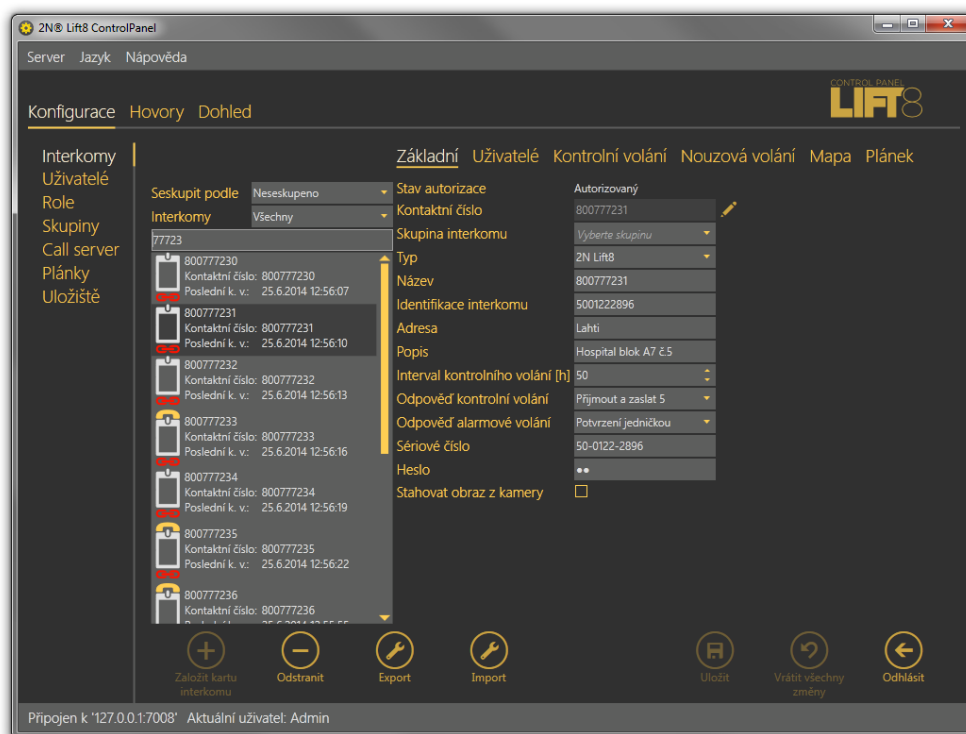 2N® Lift8 ControlPanel
Server Jazyk Nápověda
CONTROL PANEL
LIFT8
Konfigurace Hovory Dohled
Interkomy
Uživatelé
Role
Skupiny
Call server
Plánky
Uložiště
Základní Uživatelé Kontrolní volání Nouzová volání Mapa Plánek
Seskupit podle Neseskupeno
Interkomy Všechny
77723
800777230
Kontaktní číslo: 800777230
Poslední k. v.: 25.6.2014 12:56:07
800777231
Kontaktní číslo: 800777231
Poslední k. v.: 25.6.2014 12:56:10
800777232
Kontaktní číslo: 800777232
Poslední k. v.: 25.6.2014 12:56:13
800777233
Kontaktní číslo: 800777233
Poslední k. v.: 25.6.2014 12:56:16
800777234
Kontaktní číslo: 800777234
Poslední k. v.: 25.6.2014 12:56:19
800777235
Kontaktní číslo: 800777235
Poslední k. v.: 25.6.2014 12:56:22
800777236
Kontaktní číslo: 800777236
Stav autorizace Autorizovaný
Kontaktní číslo 800777231
Skupina interkomu Vyberte skupinu
Typ 2N Lift8
Název 800777231
Identifikace interkomu 5001222896
Adresa Lahti
Popis Hospital blok A7 č.5
Interval kontrolního volání [h] 50
Odpověď kontrolní volání Přijmout a zaslat 5
Odpověď alarmové volání Potvrzení jedničkou
Sériové číslo 50-0122-2896
Heslo ●●
Stahovat obraz z kamery
Založit kartu
interkomu
Odstranit
Export
Import
Uložit
Vrátit všechny
změny
Odhlásit
Připojen k '127.0.0.1:7008' Aktuální uživatel: Admin